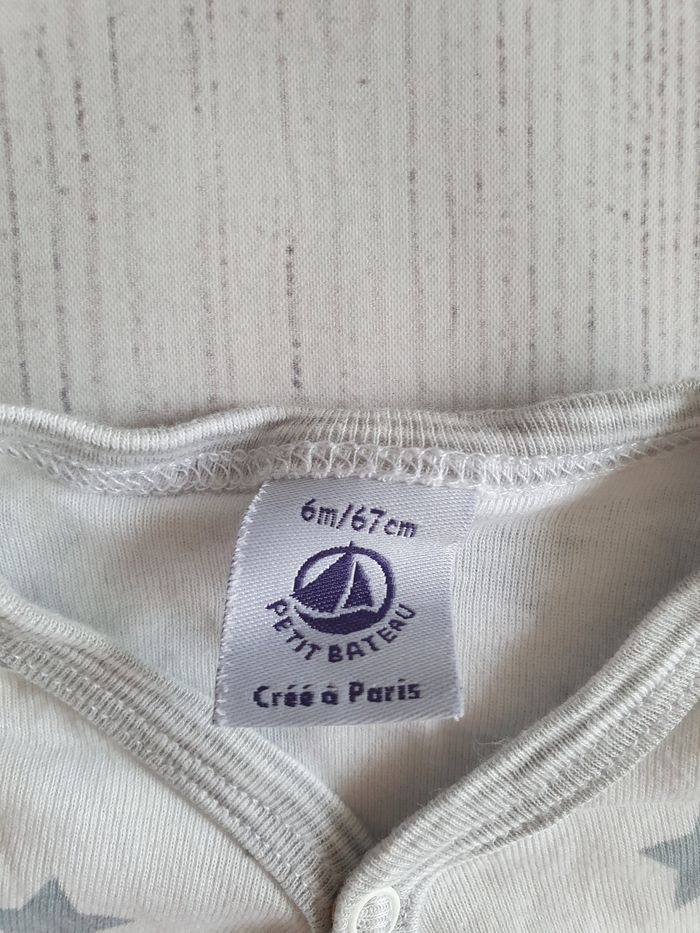 6m/67cm
PETIT BATEAU
Créé à Paris